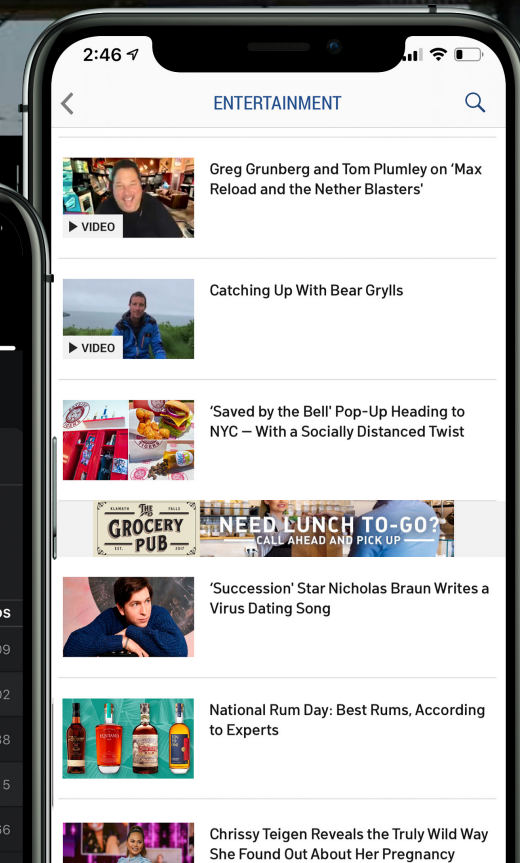 2:46
ENTERTAINMENT
Greg Grunberg and Tom Plumley on ‘Max
Reload and the Nether Blasters'
VIDEO
Catching Up With Bear Grylls
VIDEO
‘Saved by the Bell' Pop-Up Heading to
NYC – With a Socially Distanced Twist
KLAMATH FALLS
THE
GROCERY
PUB
EST. 2017
NEED LUNCH TO-GO?
CALL AHEAD AND PICK UP
‘Succession' Star Nicholas Braun Writes a
Virus Dating Song
National Rum Day: Best Rums, According
to Experts
Chrissy Teigen Reveals the Truly Wild Way
She Found Out About Her Pregnancy